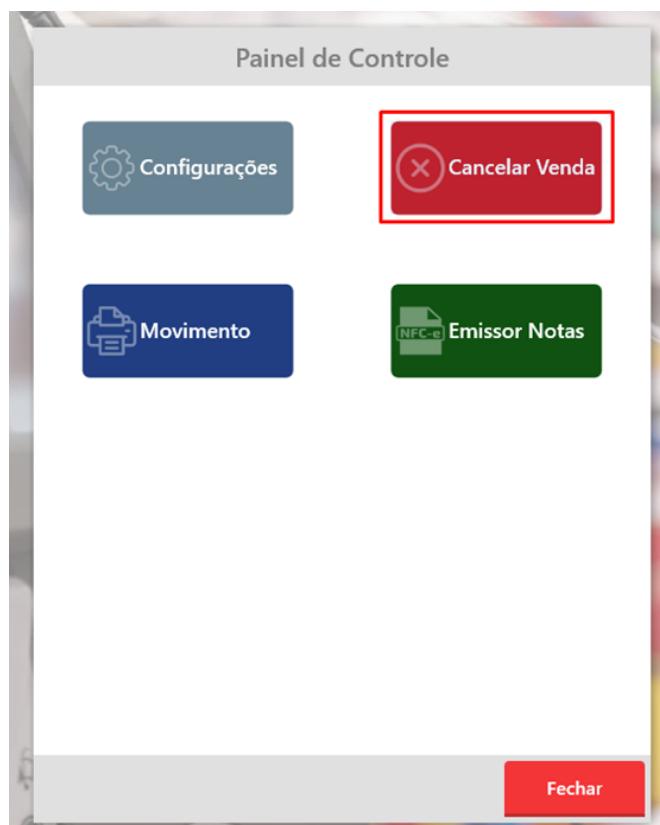 Painel de Controle
Configurações
Cancelar Venda
Movimento
NFC-e Emissor Notas
Fechar